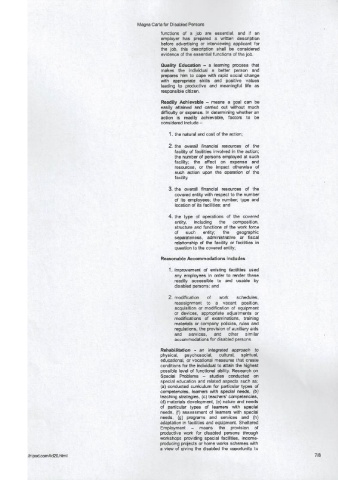 Magna Carta for Disabled Persons
functions of a job are essential, and if an
employer has prepared a written description
before advertising or interviewing applicant for
the job, this description shall be considered
evidence of the essential functions of the job;
Quality Education – a learning process that
makes the individual a better person and
prepares him to cope with rapid social change
with appropriate skills and positive values
leading to productive and meaningful life as
responsible citizen.
Readily Achievable – means a goal can be
easily attained and carried out without much
difficulty or expense. In determining whether an
action is readily achievable, factors to be
considered include –
1. the natural and cost of the action;
2. the overall financial resources of the
facility of facilities involved in the action;
the number of persons employed at such
facility; the effect on expense and
resources, or the impact otherwise of
such action upon the operation of the
facility
3. the overall financial resources of the
covered entity with respect to the number
of its employees; the number, type and
location of its facilities; and
4. the type of operations of the covered
entity, including the composition,
structure and functions of the work force
of such entity; the geographic
separateness, administrative or fiscal
relationship of the facility or facilities in
question to the covered entity;
Reasonable Accommodations includes
1. improvement of existing facilities used
any employees in order to render these
readily accessible to and usable by
disabled persons; and
2. modification of work schedules,
reassignment to a vacant position,
acquisition or modification of equipment
or devices, appropriate adjustments or
modifications of examinations, training
materials or company policies, rules and
regulations, the provision of auxiliary aids
and services, and other similar
accommodations for disabled persons
Rehabilitation – an integrated approach to
physical, psychosocial, cultural, spiritual,
educational, or vocational measures that create
conditions for the individual to attain the highest
possible level of functional ability. Research on
Special Problems – studies conducted on
special education and related aspects such as:
(a) conducted curriculum for particular types of
competencies, learners with special needs, (b)
teaching strategies, (c) teachers' competencies,
(d) materials development, (e) nature and needs
of particular types of learners with special
needs, (f) assessment of learners with special
needs, (g) programs and services and (h)
adaptation in facilities and equipment. Sheltered
Employment – means the provision of
productive work for disabled persons through
workshops providing special facilities, income-
producing projects or home works schemes with
a view of giving the disabled the opportunity to
7/8